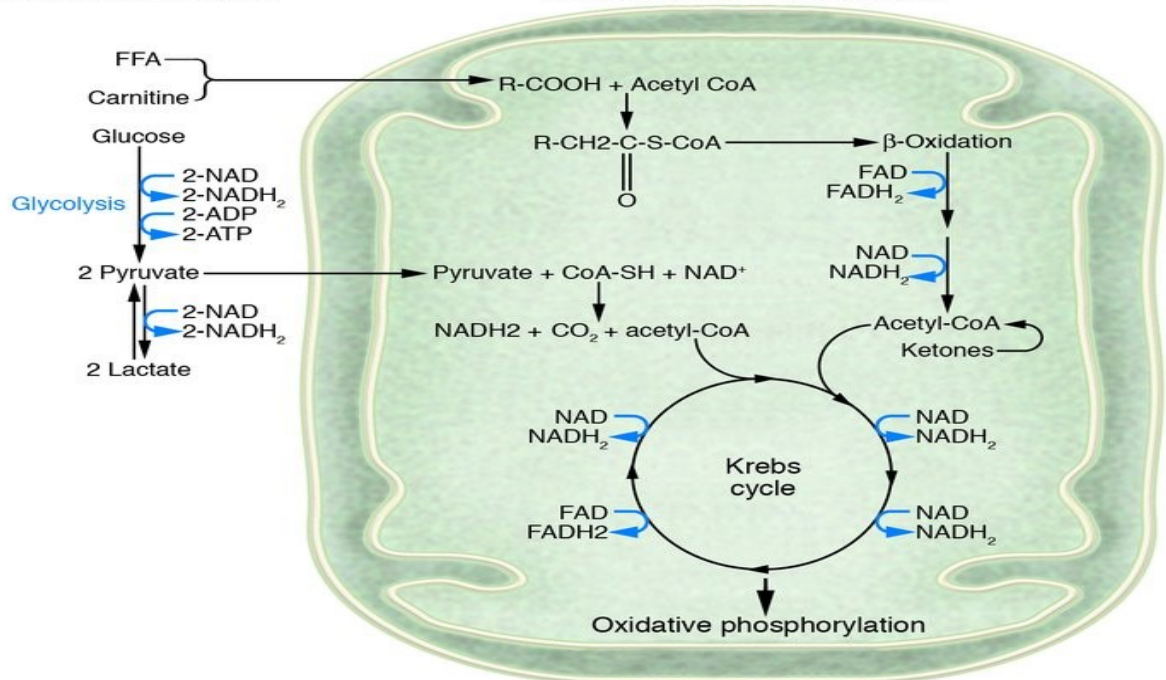 FFA
Carnitine
R-COOH + Acetyl CoA
Glucose
R-CH2-C-S-CoA
O
β-Oxidation
FAD
FADH₂
Glycolysis
2-NAD
2-NADH₂
2-ADP
2-ATP
NAD
NADH₂
2 Pyruvate
Pyruvate + CoA-SH + NAD⁺
2-NAD
2-NADH₂
NADH2 + CO₂ + acetyl-CoA
Acetyl-CoA
Ketones
2 Lactate
NAD
NADH₂
NAD
NADH₂
Krebs
cycle
FAD
FADH2
NAD
NADH₂
Oxidative phosphorylation